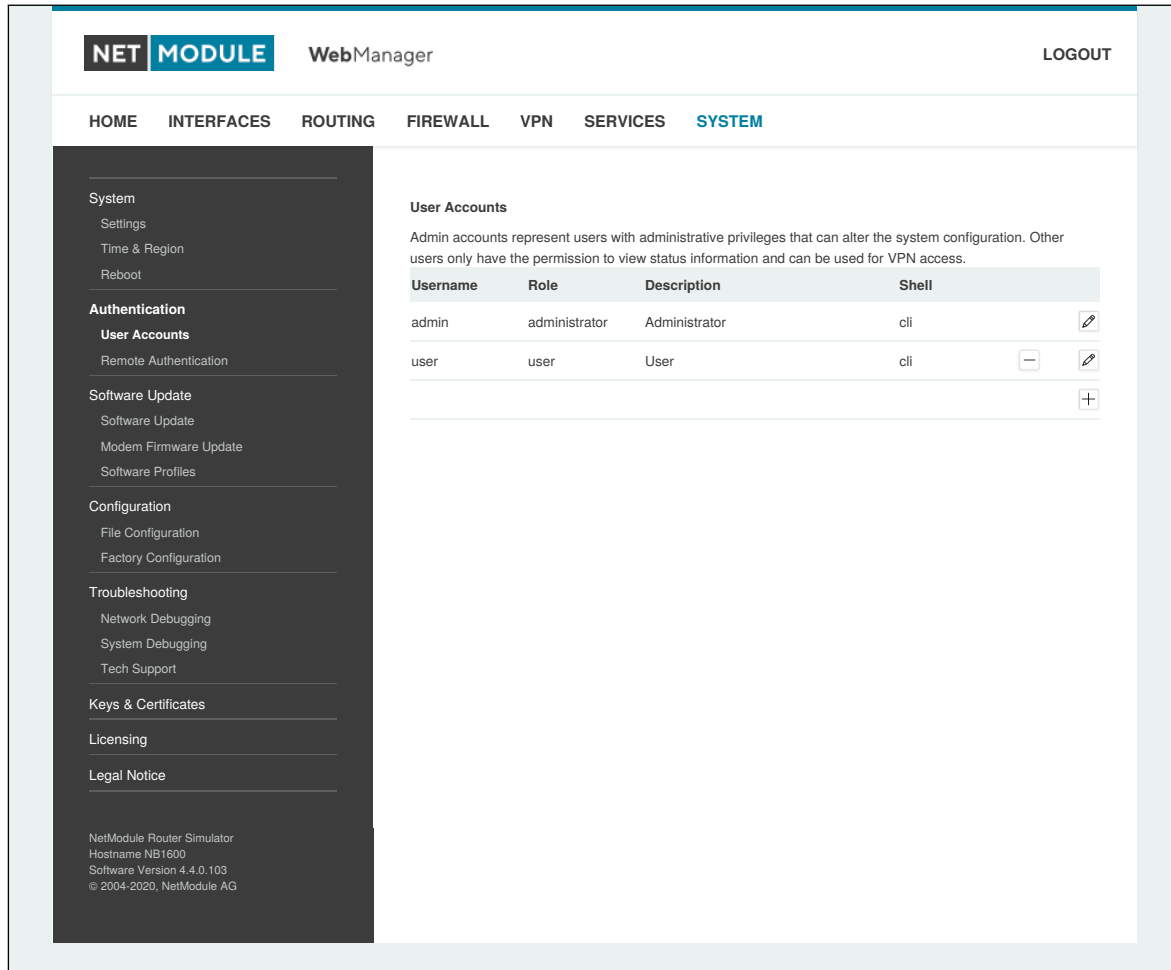 NET MODULE WebManager LOGOUT
HOME INTERFACES ROUTING FIREWALL VPN SERVICES SYSTEM
System
Settings
Time & Region
Reboot
Authentication
User Accounts
Remote Authentication
Software Update
Software Update
Modem Firmware Update
Software Profiles
Configuration
File Configuration
Factory Configuration
Troubleshooting
Network Debugging
System Debugging
Tech Support
Keys & Certificates
Licensing
Legal Notice
NetModule Router Simulator
Hostname NB1600
Software Version 4.4.0.103
© 2004-2020, NetModule AG
User Accounts
Admin accounts represent users with administrative privileges that can alter the system configuration. Other
users only have the permission to view status information and can be used for VPN access.
Username Role Description Shell
admin administrator Administrator cli
user user User cli